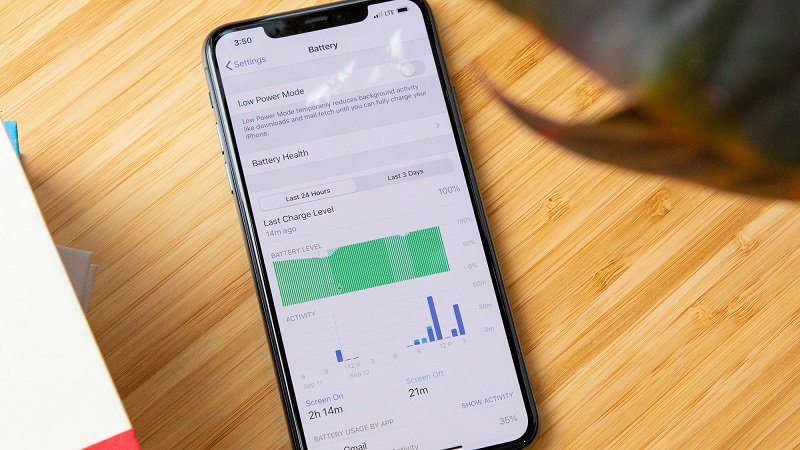 3:50
LTE
Settings
Battery
Low Power Mode
Low Power Mode temporarily reduces background activity
like downloads and mail fetch until you can fully charge your
iPhone.
Battery Health
Last 24 Hours
Last 3 Days
Last Charge Level
100%
14m ago
BATTERY LEVEL
100%
50%
0%
ACTIVITY
60m
30m
0m
6 9 12 A 3 6 9 12 P 3
Sep 11 Sep 12
Screen On
Screen Off
2h 14m
21m
BATTERY USAGE BY APP
SHOW ACTIVITY
Gmail
35%
Activity